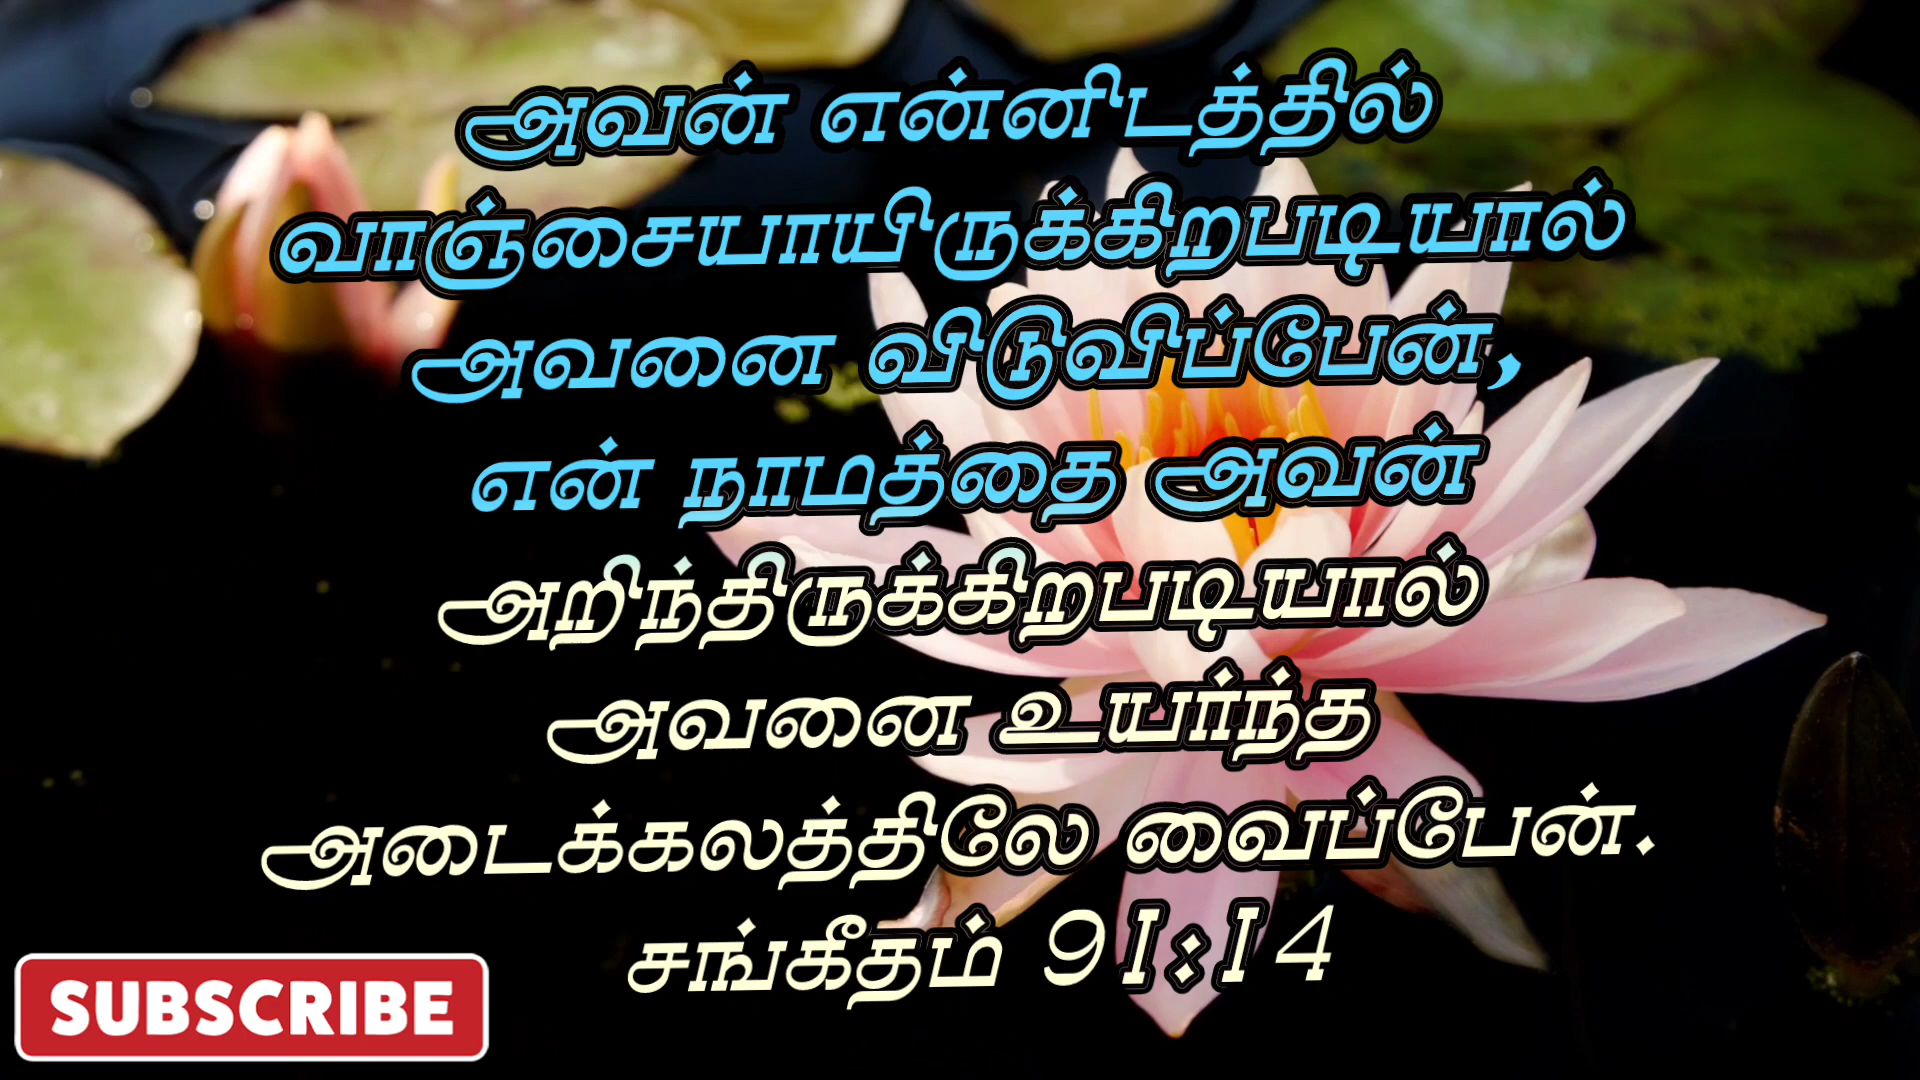 அவன் என்னிடத்தில்
வாஞ்சையாயிருக்கிறபடியால்
அவனை விடுவிப்பேன்,
என் நாமத்தை அவன்
அறிந்திருக்கிறபடியால்
அவனை உயர்ந்த
அடைக்கலத்திலே வைப்பேன்.
சங்கீதம் 91:14
SUBSCRIBE